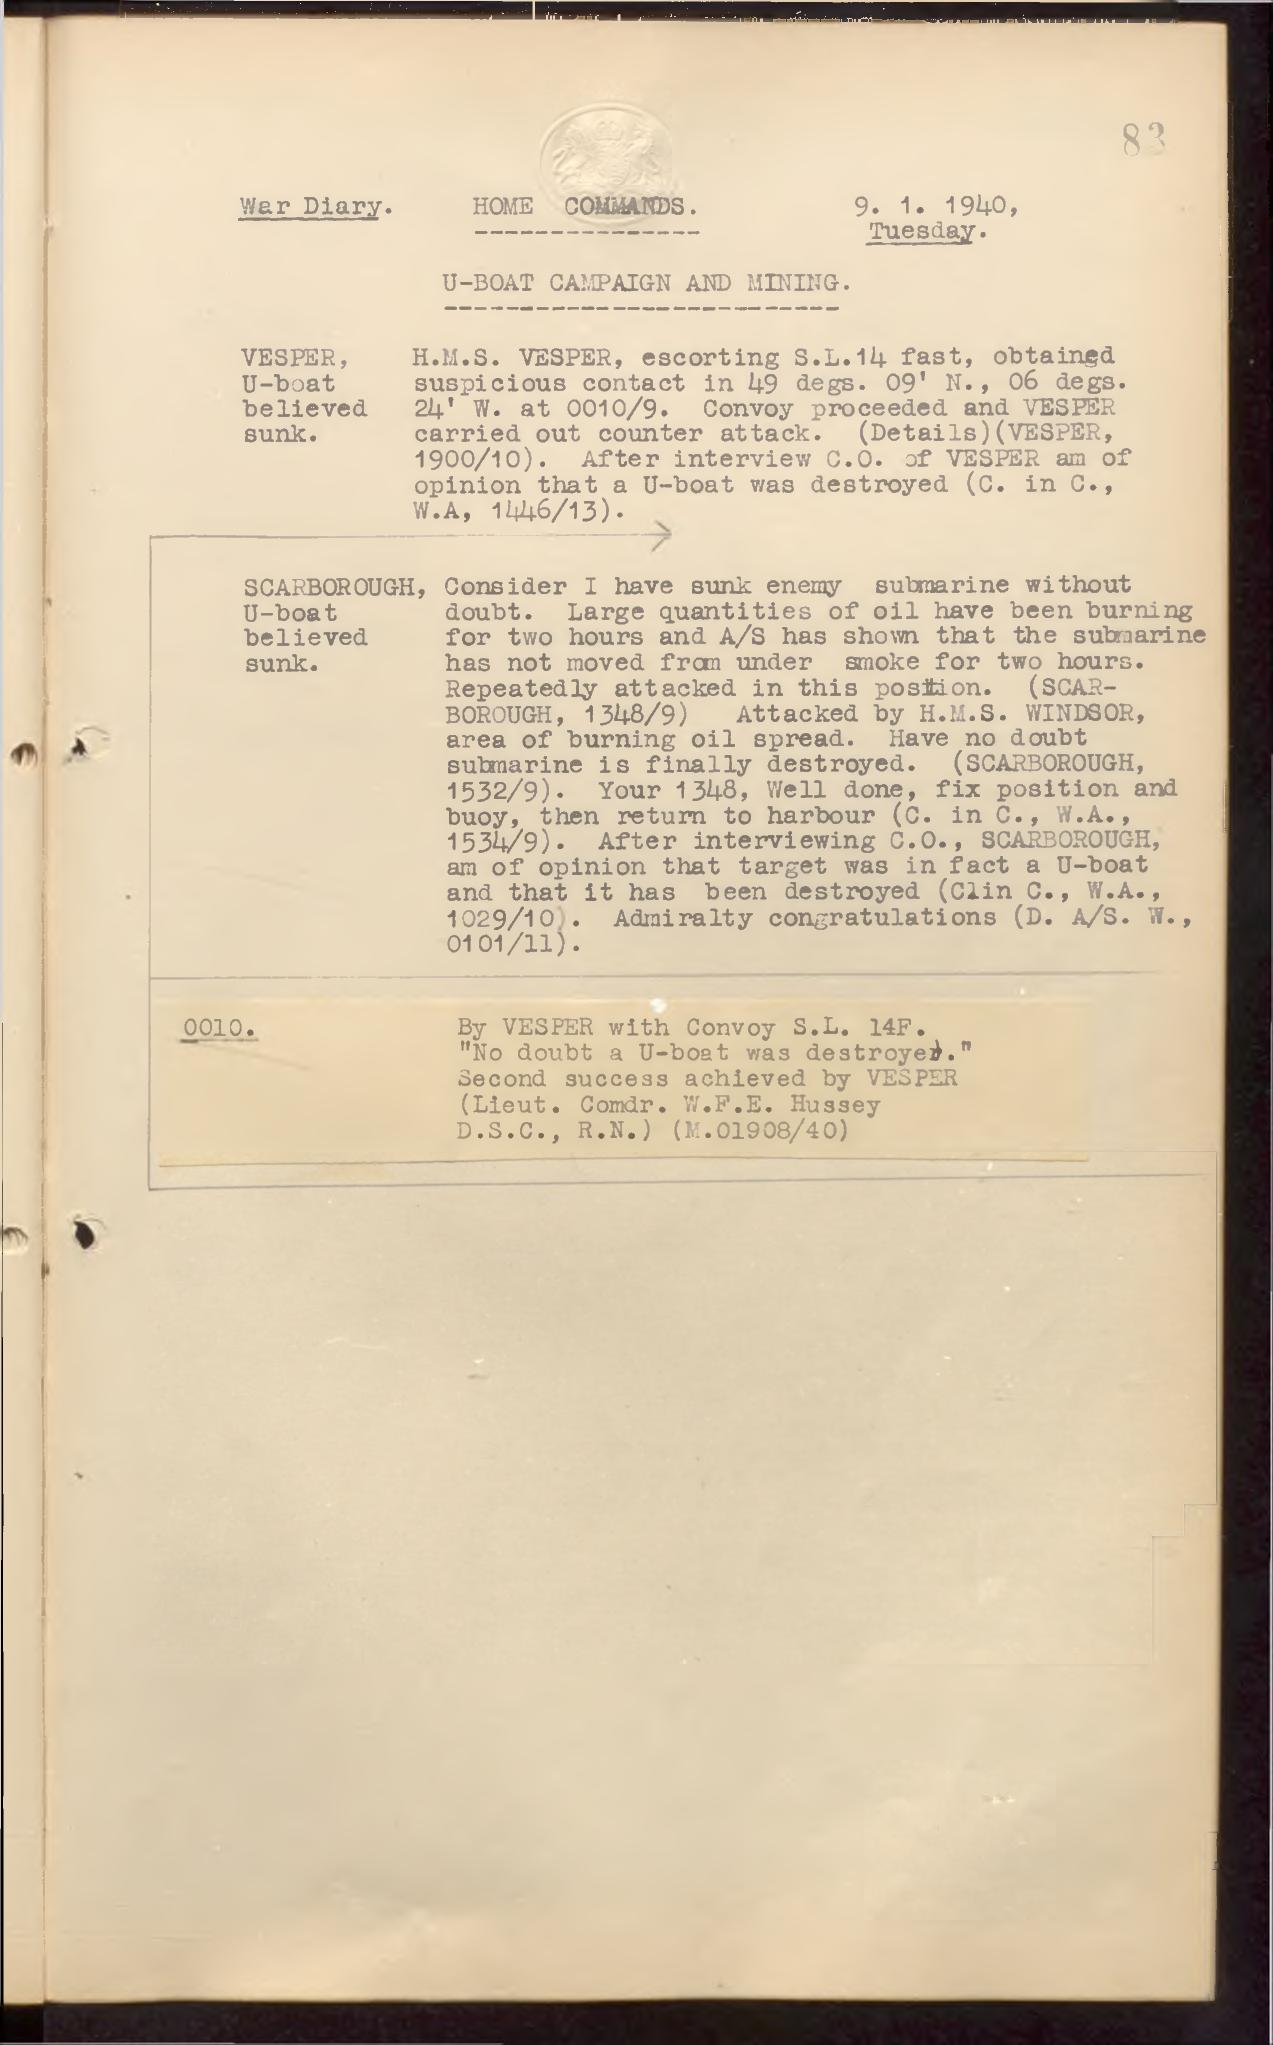 83
War Diary. HOME COMMANDS. 9. 1. 1940,
Tuesday.
U-BOAT CAMPAIGN AND MINING.
VESPER, H.M.S. VESPER, escorting S.L.14 fast, obtained
U-boat suspicious contact in 49 degs. 09' N., 06 degs.
believed 24' W. at 0010/9. Convoy proceeded and VESPER
sunk. carried out counter attack. (Details)(VESPER,
1900/10). After interview C.O. of VESPER am of
opinion that a U-boat was destroyed (C. in C.,
W.A, 1446/13).
SCARBOROUGH, Consider I have sunk enemy submarine without
U-boat doubt. Large quantities of oil have been burning
believed for two hours and A/S has shown that the submarine
sunk. has not moved from under smoke for two hours.
Repeatedly attacked in this position. (SCAR-
BOROUGH, 1348/9) Attacked by H.M.S. WINDSOR,
area of burning oil spread. Have no doubt
submarine is finally destroyed. (SCARBOROUGH,
1532/9). Your 1348, Well done, fix position and
buoy, then return to harbour (C. in C., W.A.,
1534/9). After interviewing C.O., SCARBOROUGH,
am of opinion that target was in fact a U-boat
and that it has been destroyed (Clin C., W.A.,
1029/10). Admiralty congratulations (D. A/S. W.,
0101/11).
0010. By VESPER with Convoy S.L. 14F.
"No doubt a U-boat was destroyed."
Second success achieved by VESPER
(Lieut. Comdr. W.F.E. Hussey
D.S.C., R.N.) (M.01908/40)